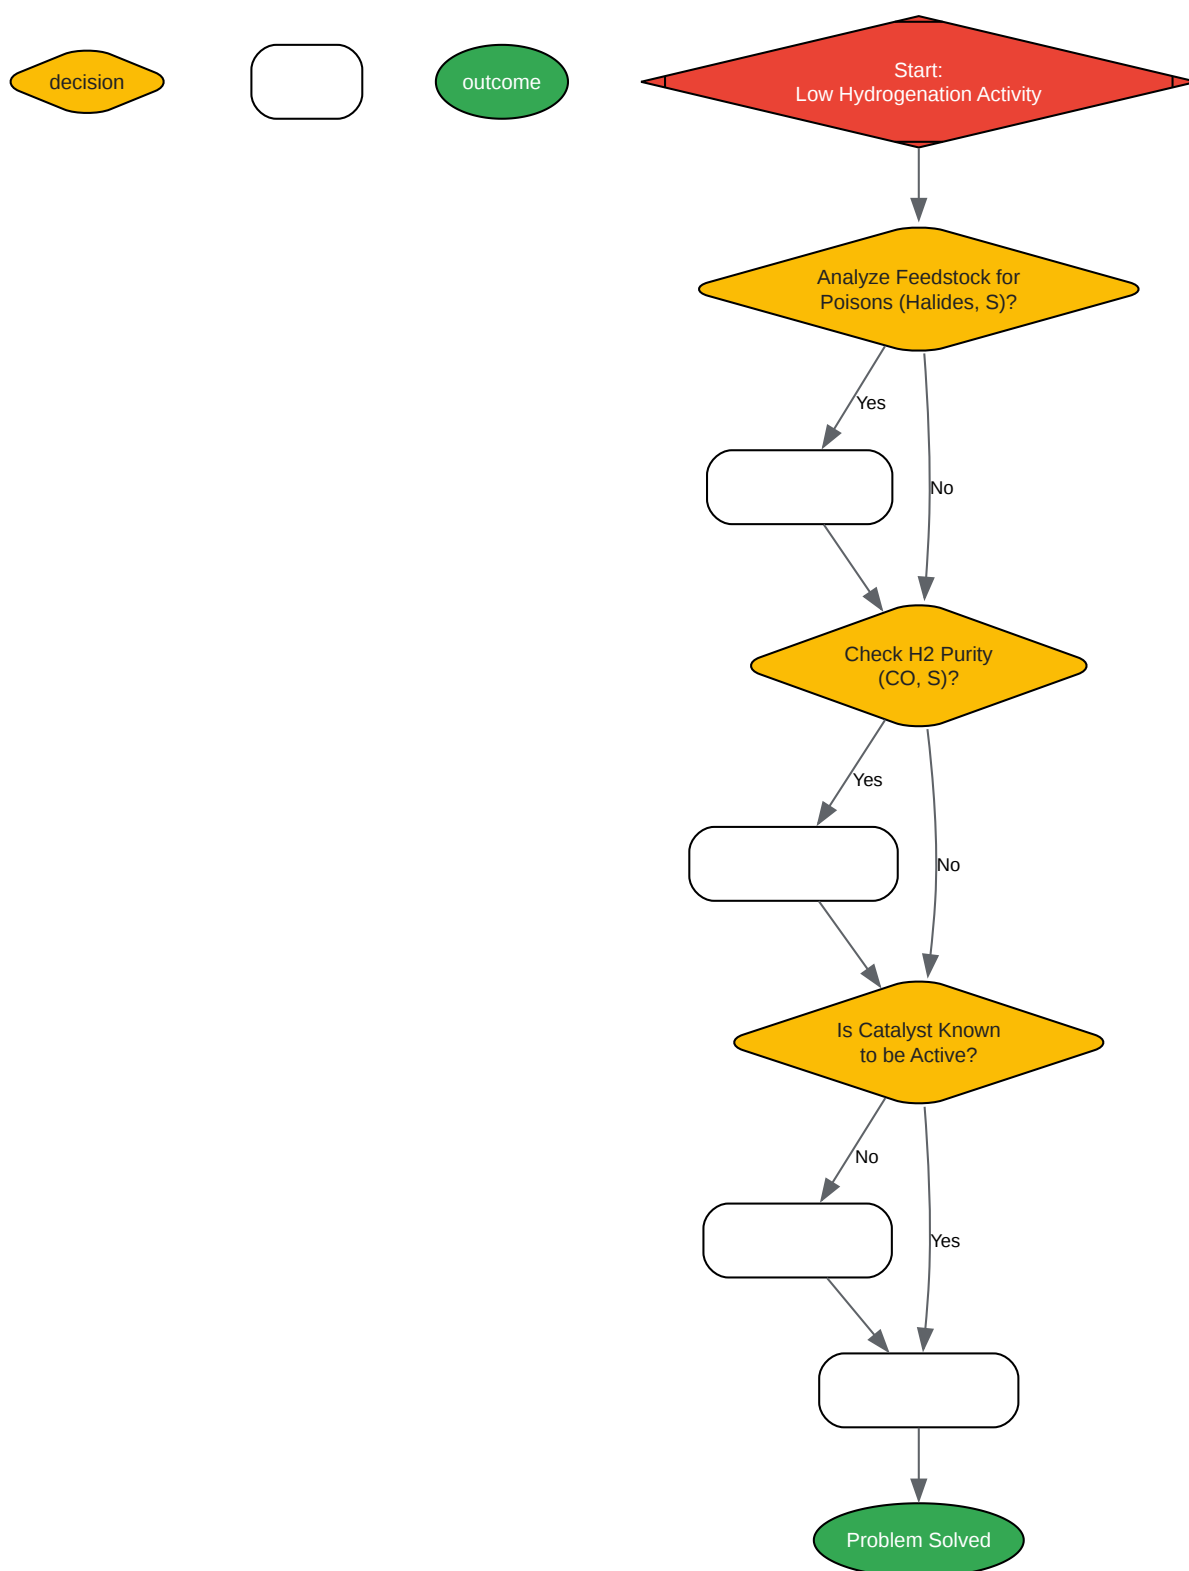 decision
outcome
Start:
Low Hydrogenation Activity
Analyze Feedstock for
Poisons (Halides, S)?
Yes
No
Check H2 Purity
(CO, S)?
Yes
No
Is Catalyst Known
to be Active?
No
Yes
Problem Solved